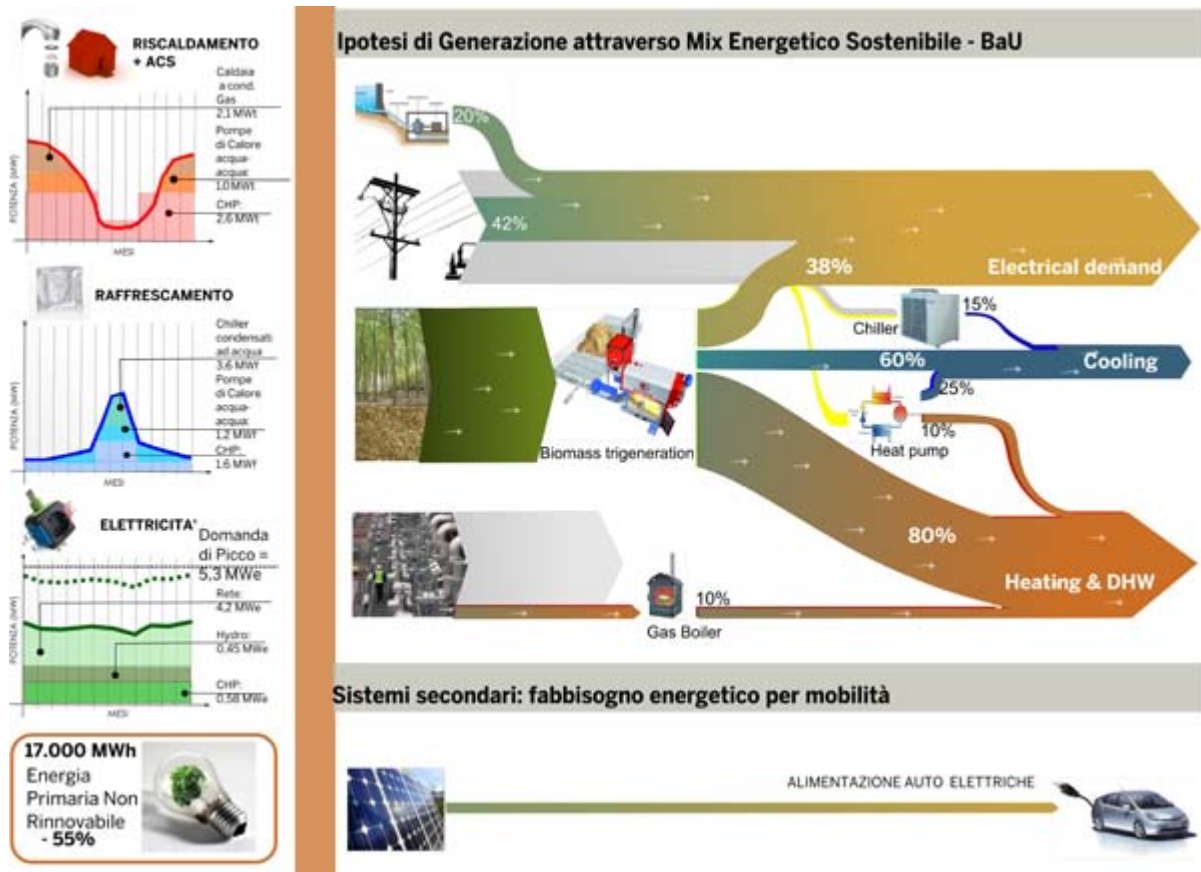 RISCALDAMENTO
+ ACS
Caldaia
a cond.
Gas
2,1 MWt
Pompe
di Calore
acqua-
acqua:
1,0 MWt
CHP:
2,6 MWt
POTENZA (MW)
MESI
RAFFRESCAMENTO
Chiller
condensati
ad acqua
3,6 MWf
Pompe
di Calore
acqua-
acqua:
1,2 MWf
CHP:
1,6 MWf
POTENZA (MW)
MESI
ELETTRICITA'
Domanda
di Picco =
5,3 MWe
Rete:
4,2 MWe
Hydro:
0,45 MWe
CHP:
0,58 MWe
POTENZA (MW)
MESI
17.000 MWh
Energia
Primaria Non
Rinnovabile
- 55%
Ipotesi di Generazione attraverso Mix Energetico Sostenibile - BaU
20%
42%
38%
Electrical demand
Chiller
15%
60%
Cooling
25%
Biomass trigeneration
10%
Heat pump
80%
Heating & DHW
10%
Gas Boiler
Sistemi secondari: fabbisogno energetico per mobilità
ALIMENTAZIONE AUTO ELETTRICHE